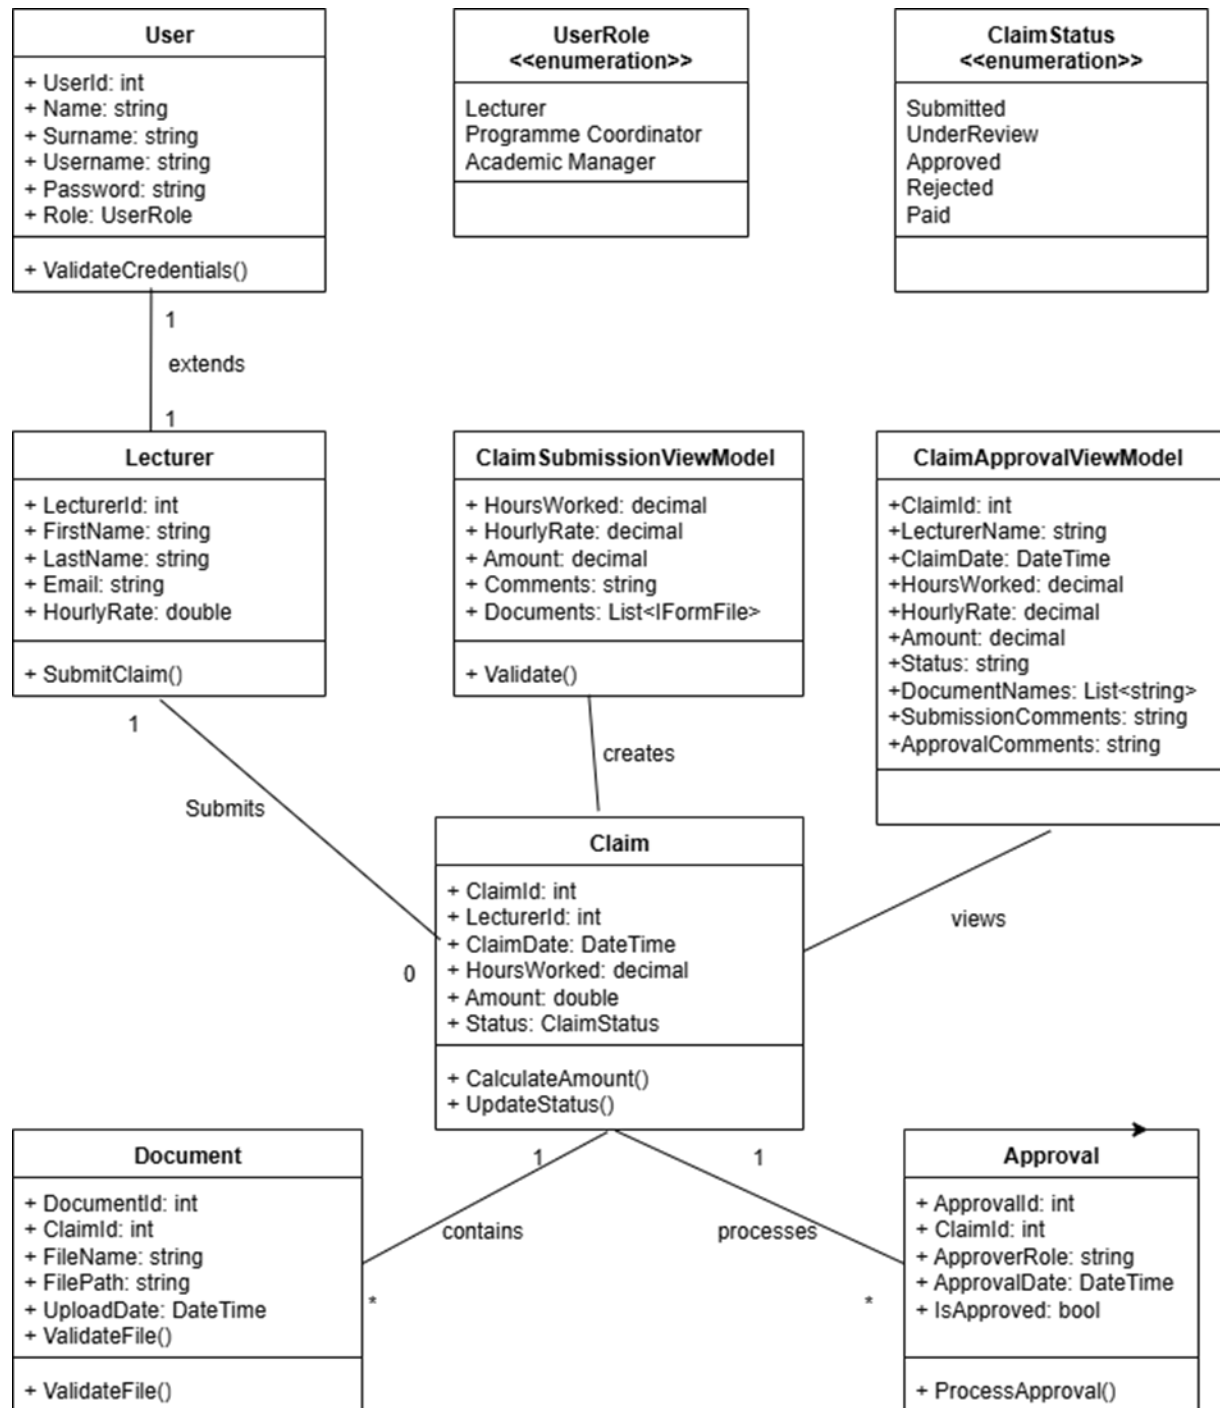 User
+ UserId: int
+ Name: string
+ Surname: string
+ Username: string
+ Password: string
+ Role: UserRole
+ ValidateCredentials()
UserRole
<<enumeration>>
Lecturer
Programme Coordinator
Academic Manager
ClaimStatus
<<enumeration>>
Submitted
UnderReview
Approved
Rejected
Paid
1
extends
1
Lecturer
+ LecturerId: int
+ FirstName: string
+ LastName: string
+ Email: string
+ HourlyRate: double
+ SubmitClaim()
ClaimSubmissionViewModel
+ HoursWorked: decimal
+ HourlyRate: decimal
+ Amount: decimal
+ Comments: string
+ Documents: List<IFormFile>
+ Validate()
ClaimApprovalViewModel
+ClaimId: int
+LecturerName: string
+ClaimDate: DateTime
+HoursWorked: decimal
+HourlyRate: decimal
+Amount: decimal
+Status: string
+DocumentNames: List<string>
+SubmissionComments: string
+ApprovalComments: string
1
Submits
0
creates
views
Claim
+ ClaimId: int
+ LecturerId: int
+ ClaimDate: DateTime
+ HoursWorked: decimal
+ Amount: double
+ Status: ClaimStatus
+ CalculateAmount()
+ UpdateStatus()
1
contains
*
1
processes
*
Document
+ DocumentId: int
+ ClaimId: int
+ FileName: string
+ FilePath: string
+ UploadDate: DateTime
+ ValidateFile()
+ ValidateFile()
Approval
+ ApprovalId: int
+ ClaimId: int
+ ApproverRole: string
+ ApprovalDate: DateTime
+ IsApproved: bool
+ ProcessApproval()